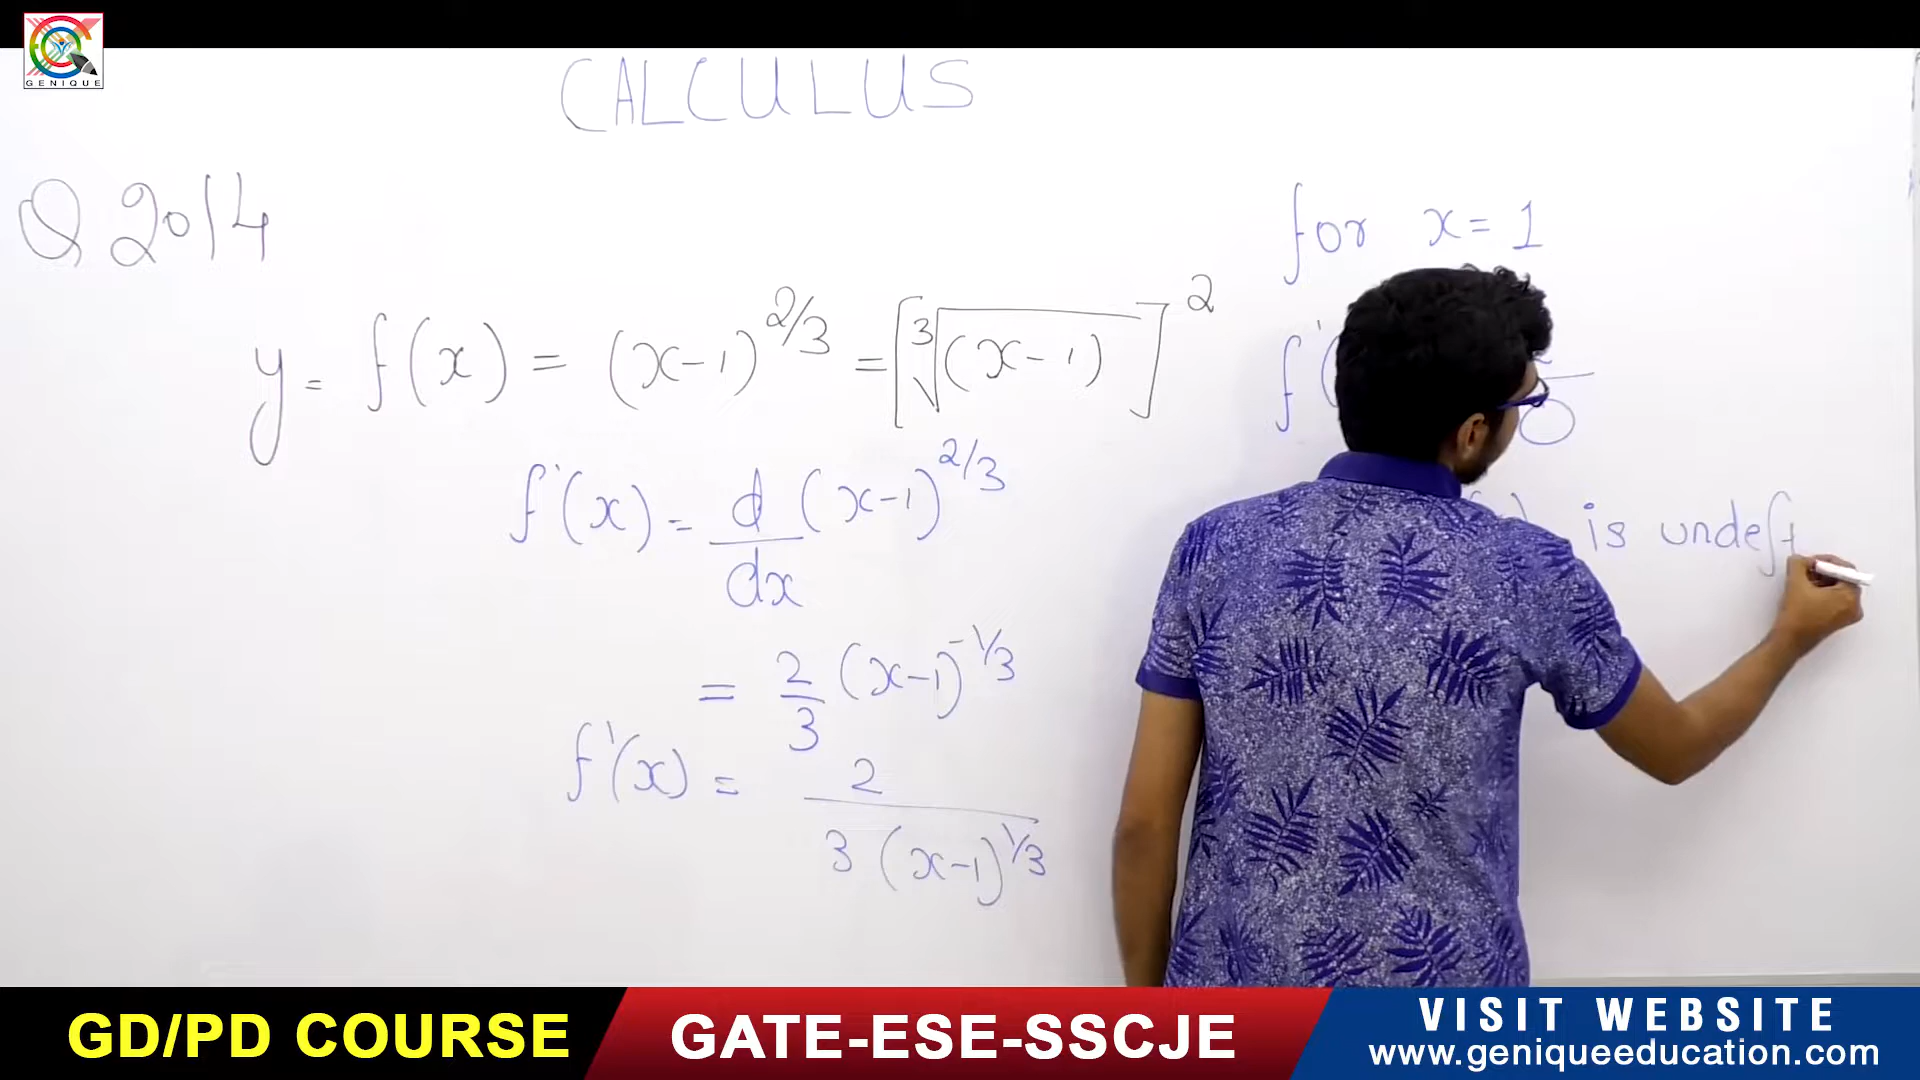 GENIQUE
CALCULUS
Q 2014
y = f(x) = (x-1)^2/3 = [∛(x-1)]^2
f'(x) = d/dx (x-1)^2/3
= 2/3 (x-1)^-1/3
f'(x) = 2 / 3(x-1)^1/3
for x = 1
f'(
0
is undef
GD/PD COURSE
GATE-ESE-SSCJE
VISIT WEBSITE
www.geniqueeducation.com